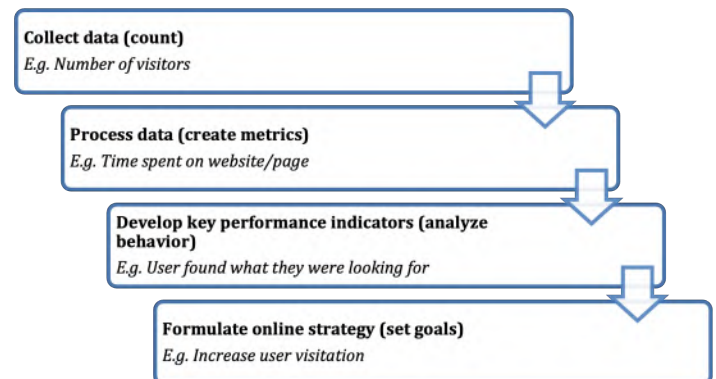 Collect data (count)
E.g. Number of visitors
Process data (create metrics)
E.g. Time spent on website/page
Develop key performance indicators (analyze
behavior)
E.g. User found what they were looking for
Formulate online strategy (set goals)
E.g. Increase user visitation